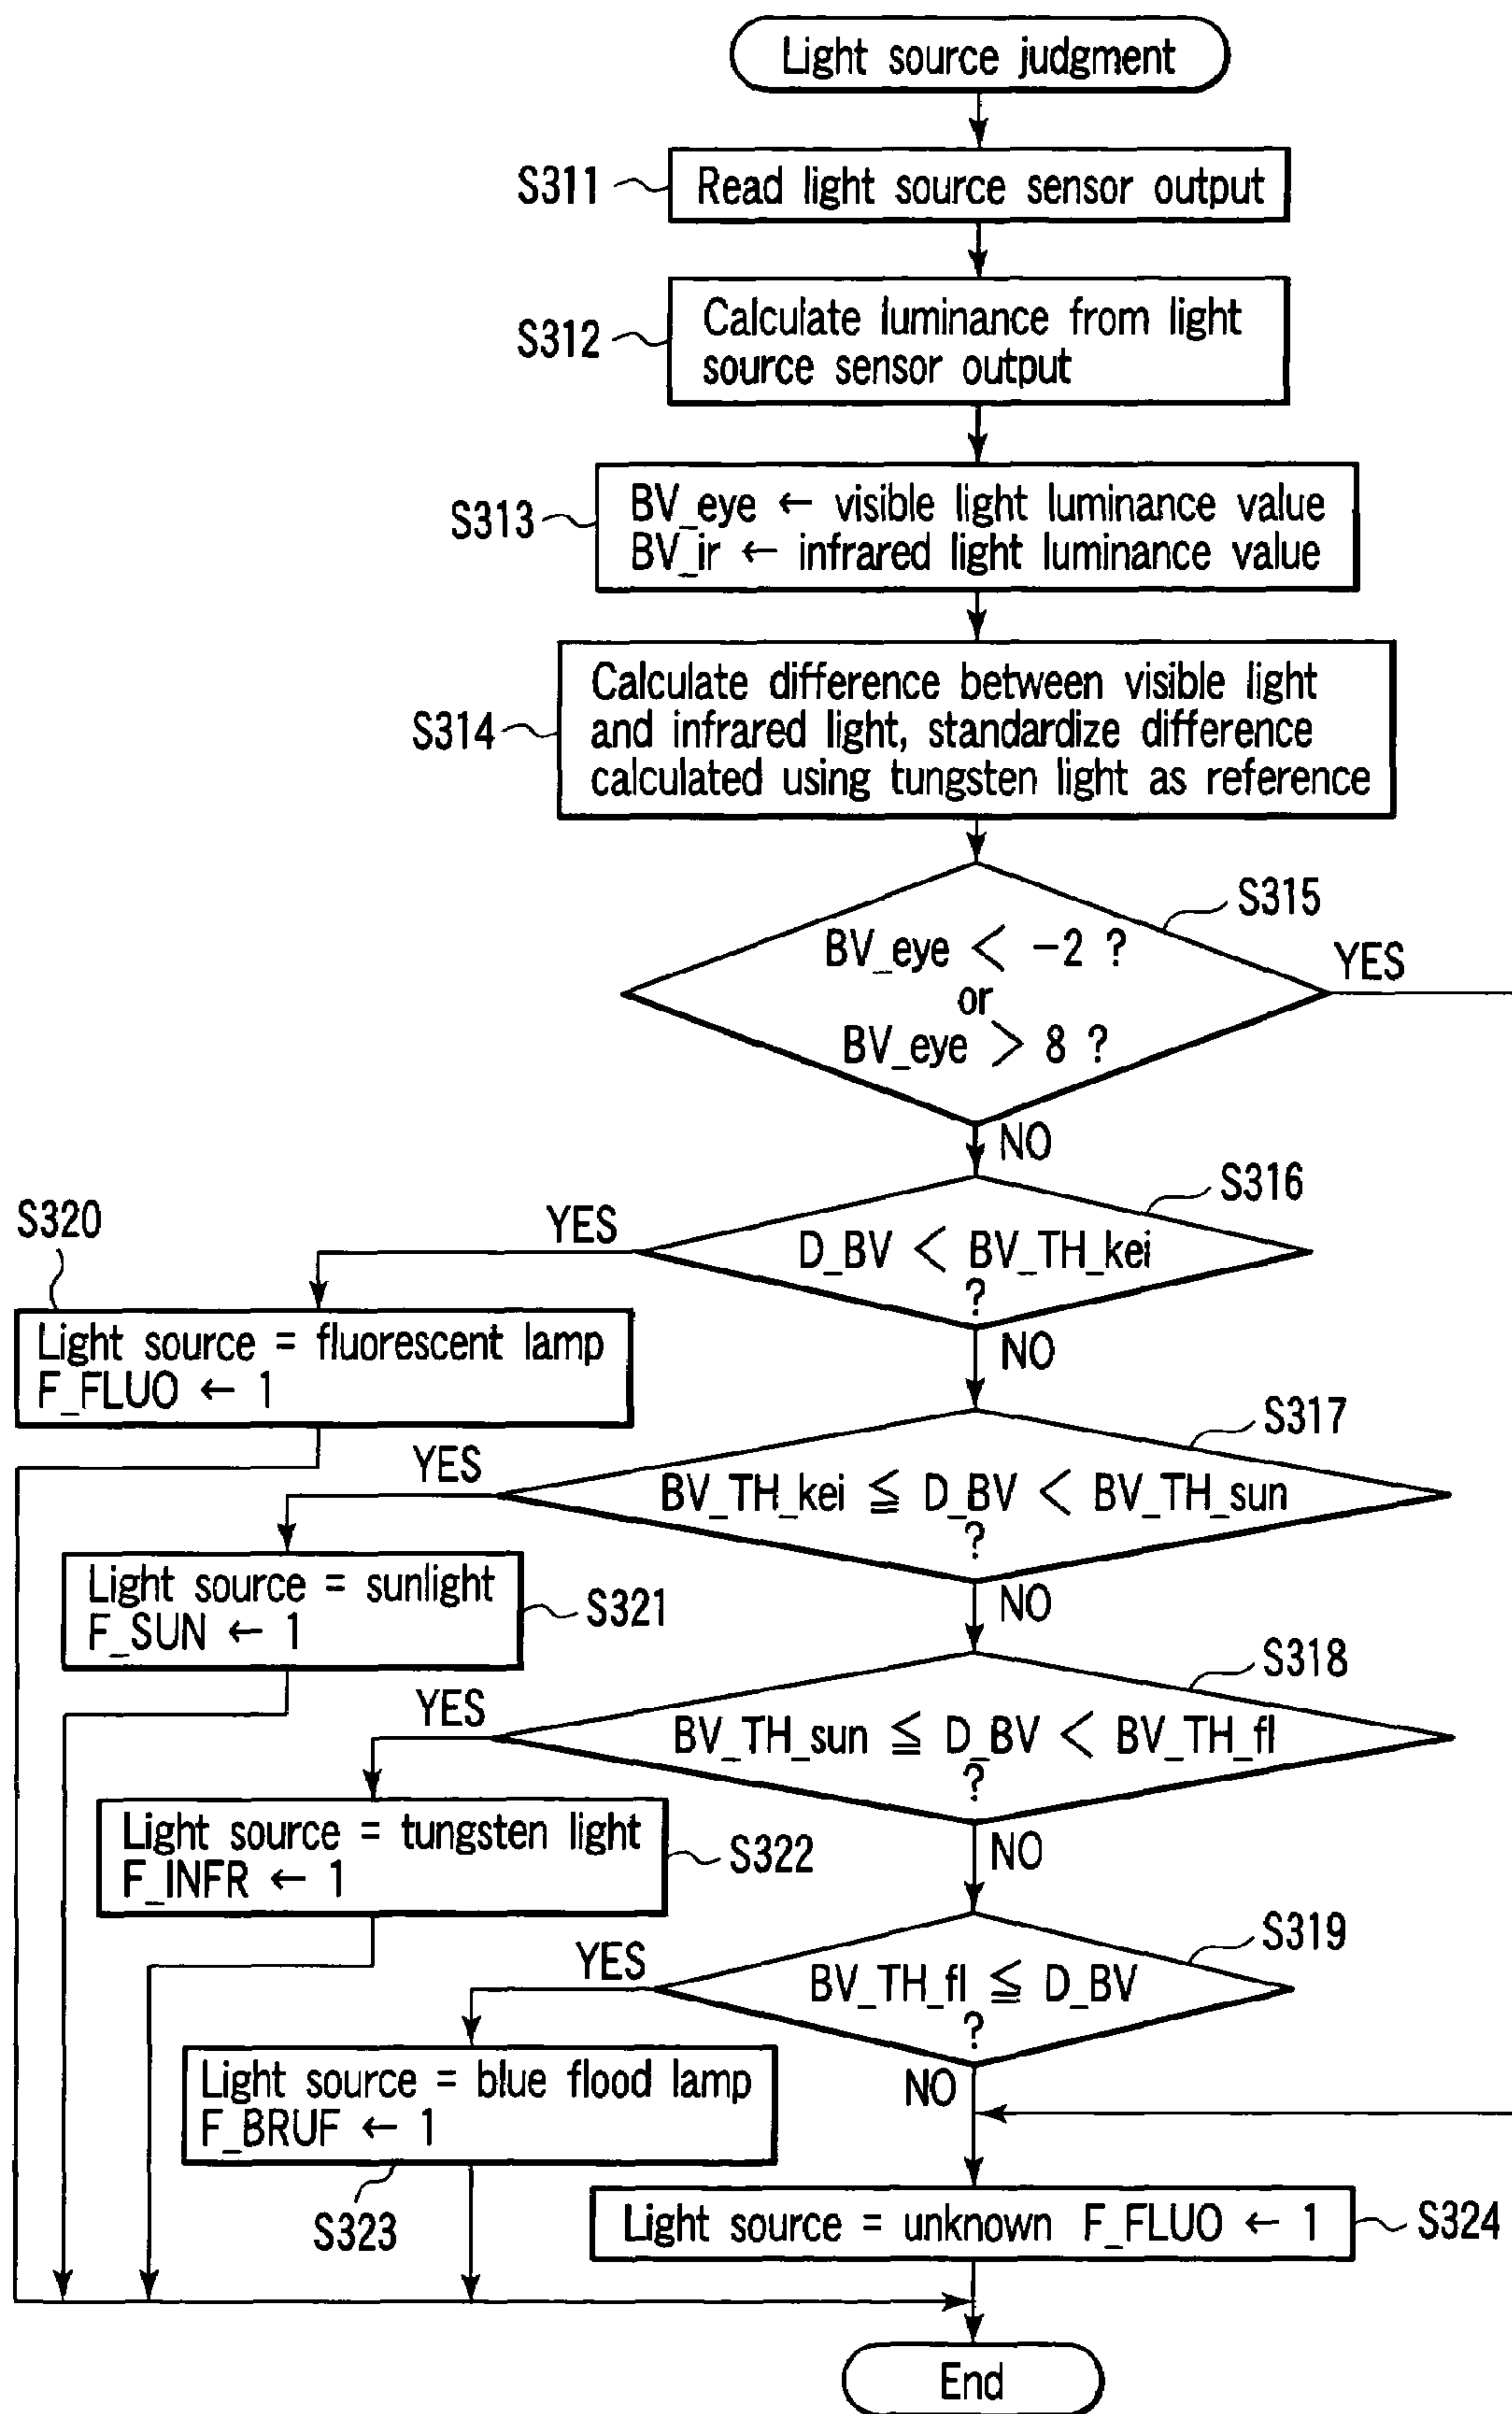 Light source judgment
S311
Read light source sensor output
S312
Calculate luminance from light
source sensor output
S313
BV_eye ← visible light luminance value
BV_ir ← infrared light luminance value
S314
Calculate difference between visible light
and infrared light, standardize difference
calculated using tungsten light as reference
S315
BV_eye < -2 ?
or
BV_eye > 8 ?
YES
NO
S316
D_BV < BV_TH_kei
?
YES
NO
S320
Light source = fluorescent lamp
F_FLUO ← 1
S317
BV_TH_kei ≦ D_BV < BV_TH_sun
?
YES
NO
Light source = sunlight
F_SUN ← 1
S321
S318
BV_TH_sun ≦ D_BV < BV_TH_fl
?
YES
NO
Light source = tungsten light
F_INFR ← 1
S322
S319
BV_TH_fl ≦ D_BV
?
YES
NO
Light source = blue flood lamp
F_BRUF ← 1
S323
Light source = unknown F_FLUO ← 1
S324
End